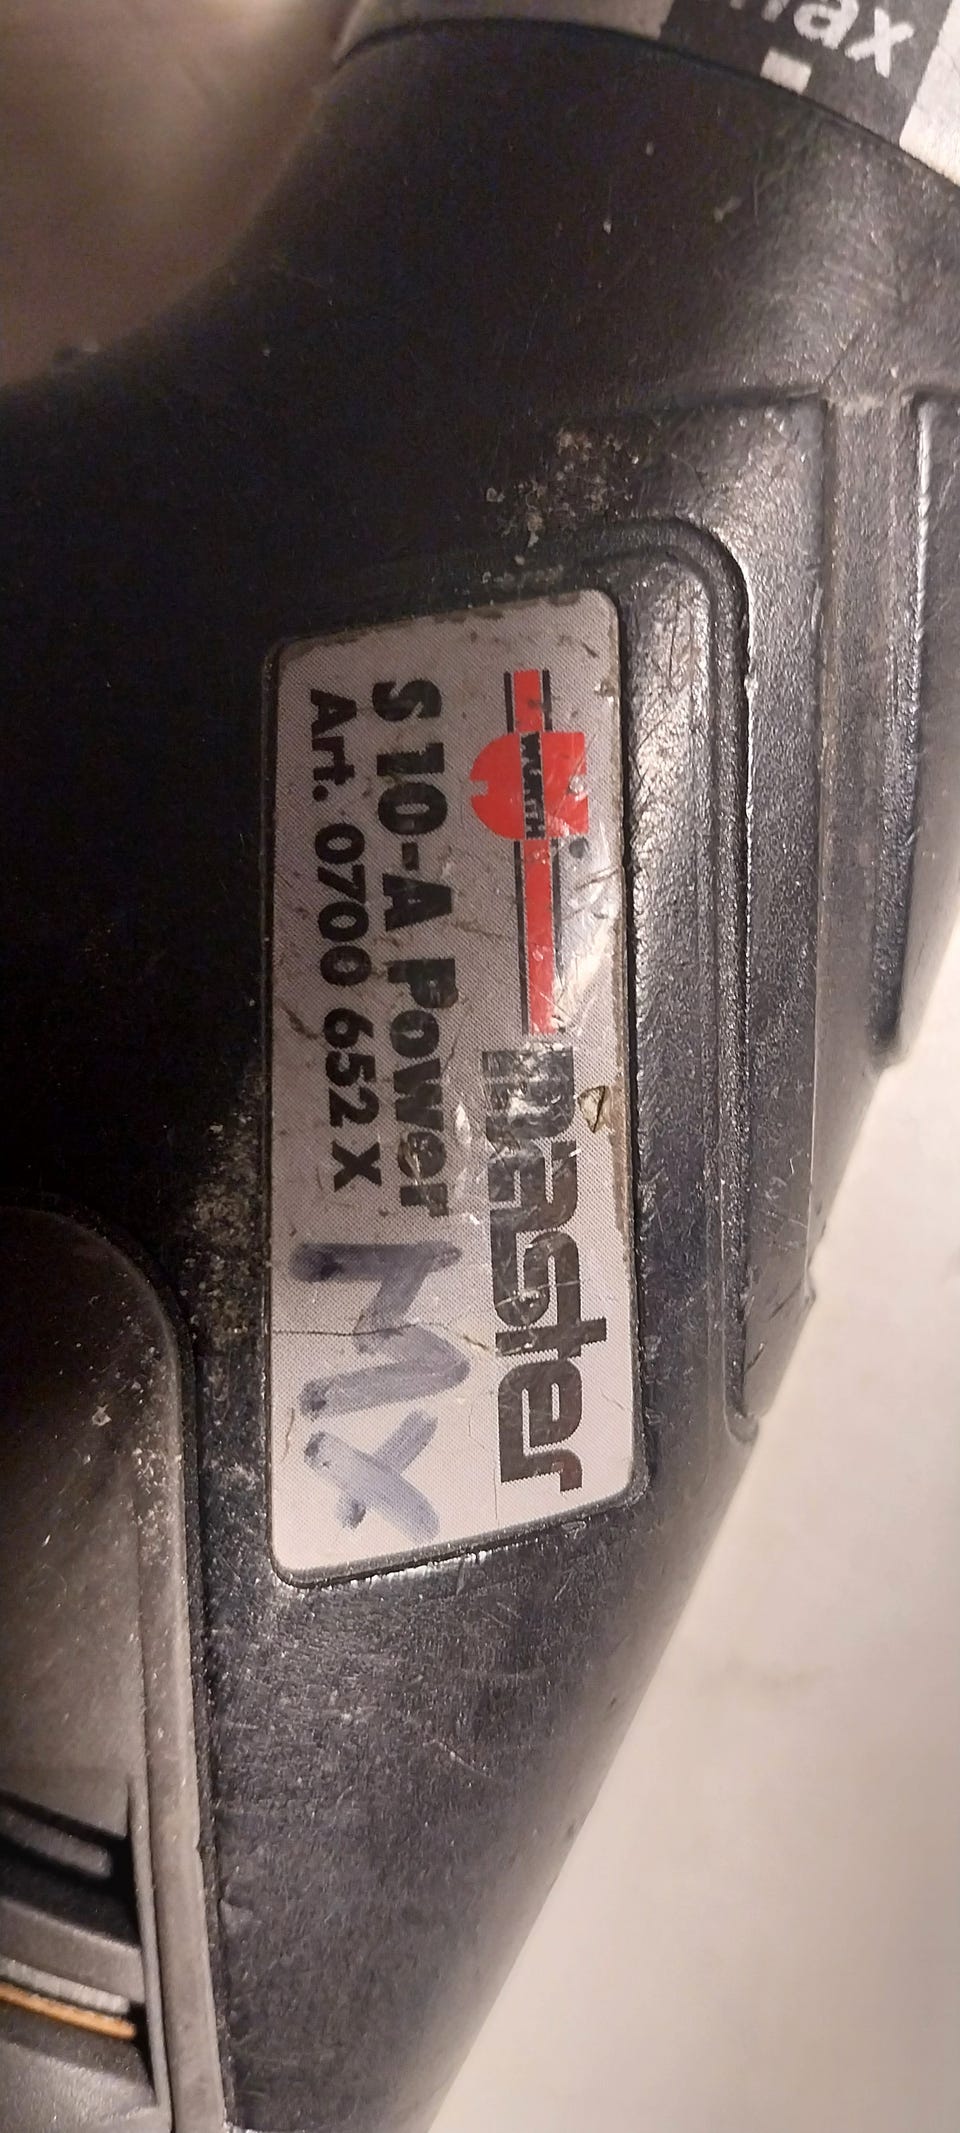 max
WÜRTH
master
S 10-A Power
Art. 0700 652 X
MX